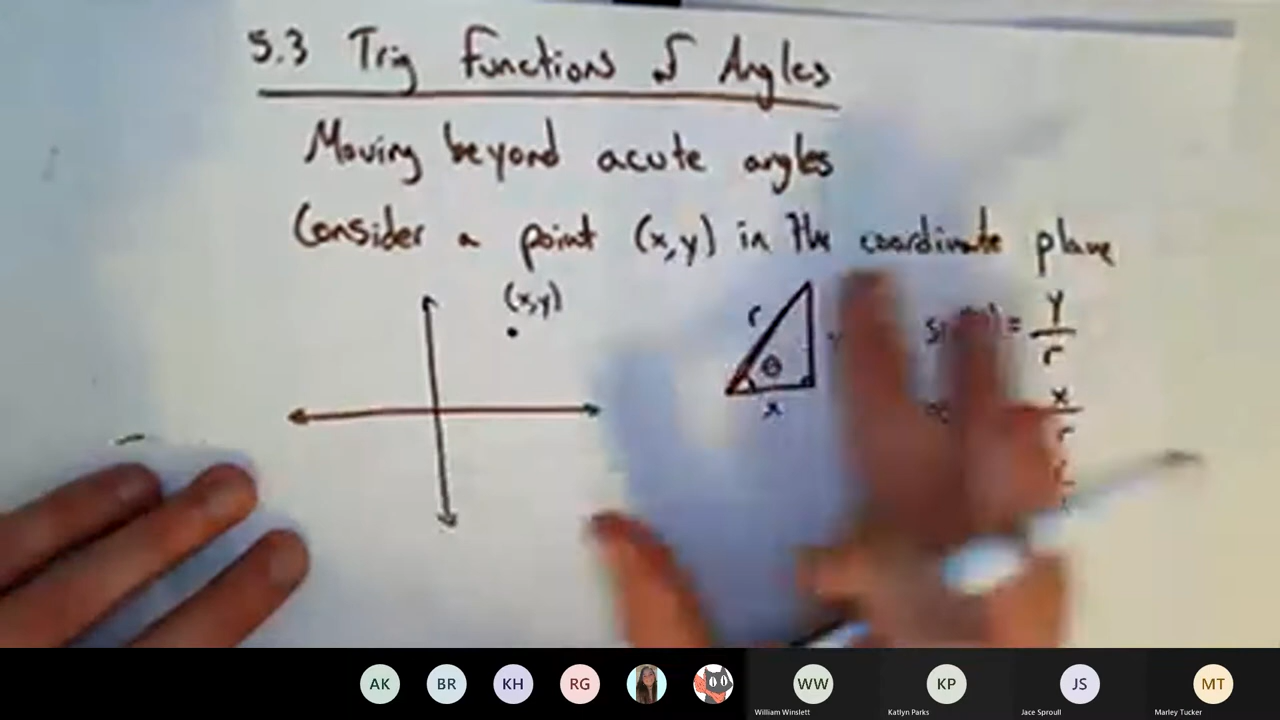 5.3 Trig Functions of Angles
Moving beyond acute angles
Consider a point (x,y) in the coordinate plane
(x,y)
r
θ
x
= y/r
x/r
AK
BR
KH
RG
WW
William Winslett
KP
Katlyn Parks
JS
Jace Sproull
MT
Marley Tucker